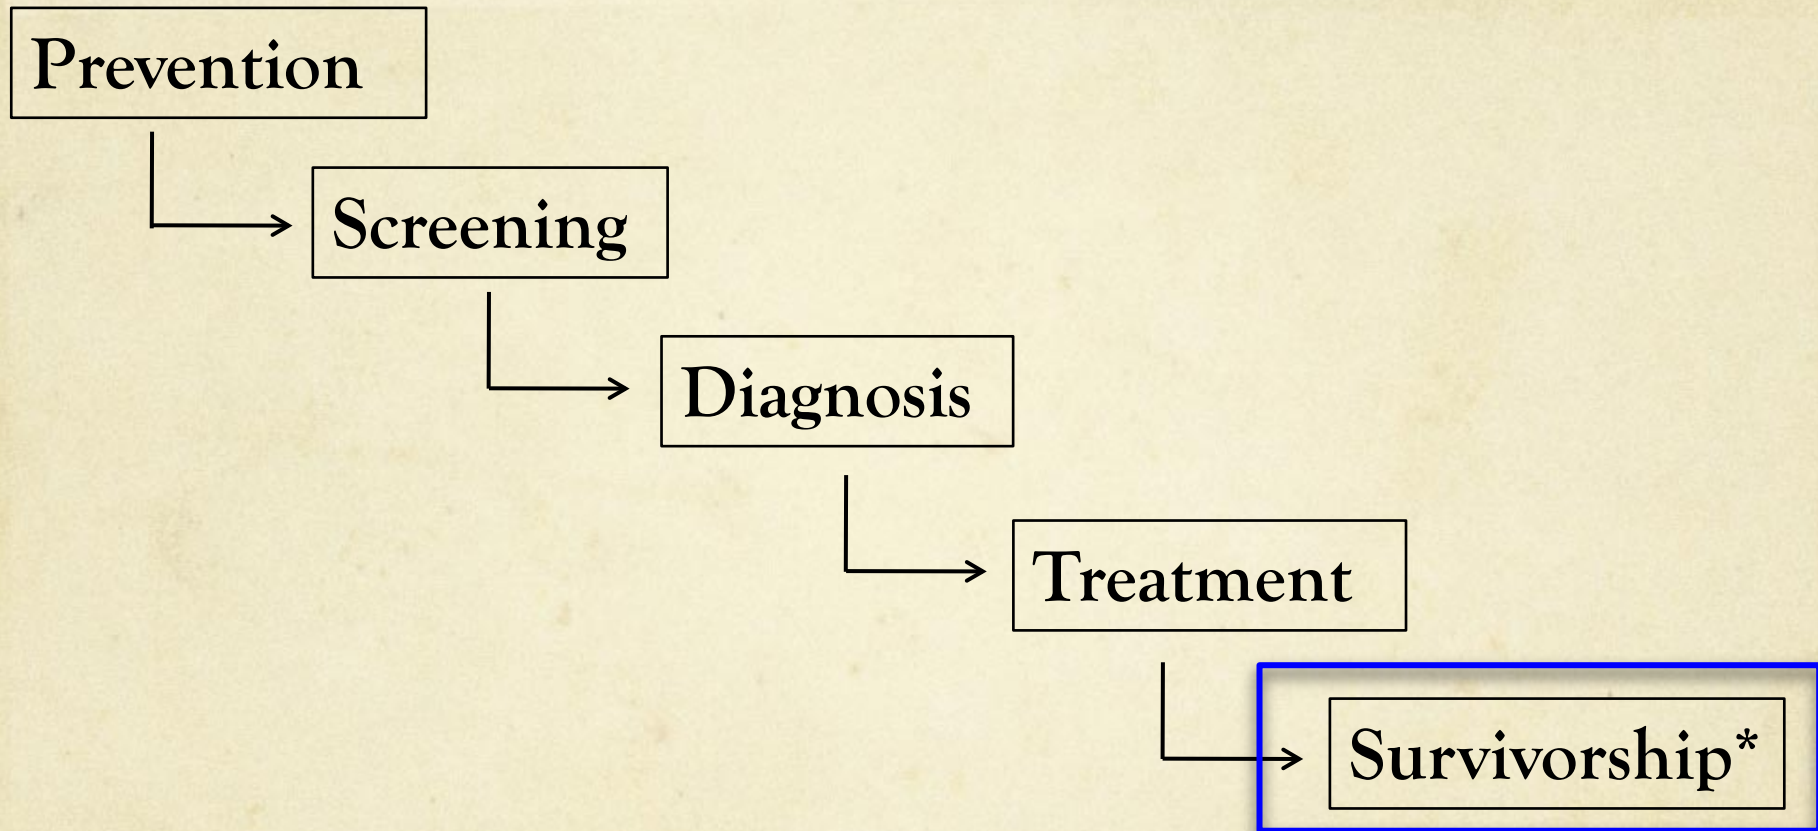 Prevention
Screening
Diagnosis
Treatment
Survivorship*